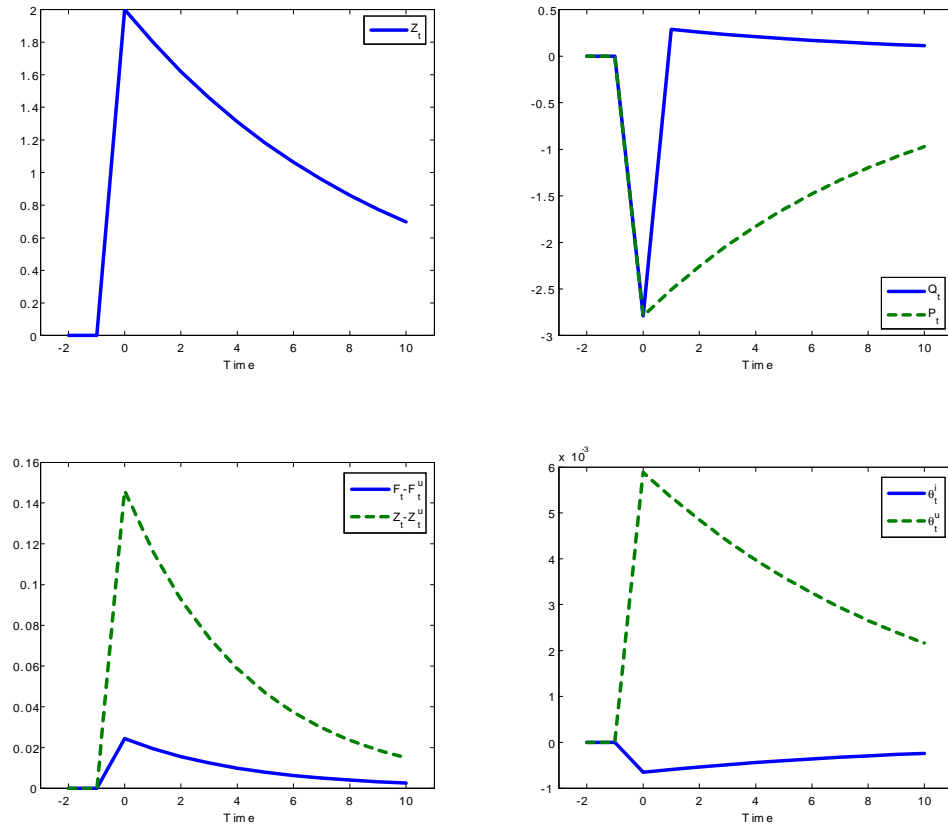 2
1.8
1.6
1.4
1.2
1
0.8
0.6
0.4
0.2
0
-2 0 2 4 6 8 10
Time
Z_t
0.5
0
-0.5
-1
-1.5
-2
-2.5
-3
-2 0 2 4 6 8 10
Time
Q_t
P_t
0.16
0.14
0.12
0.1
0.08
0.06
0.04
0.02
0
-2 0 2 4 6 8 10
Time
F_t-F_t^u
Z_t-Z_t^u
x 10^-3
6
5
4
3
2
1
0
-1
-2 0 2 4 6 8 10
Time
θ_t^i
θ_t^u